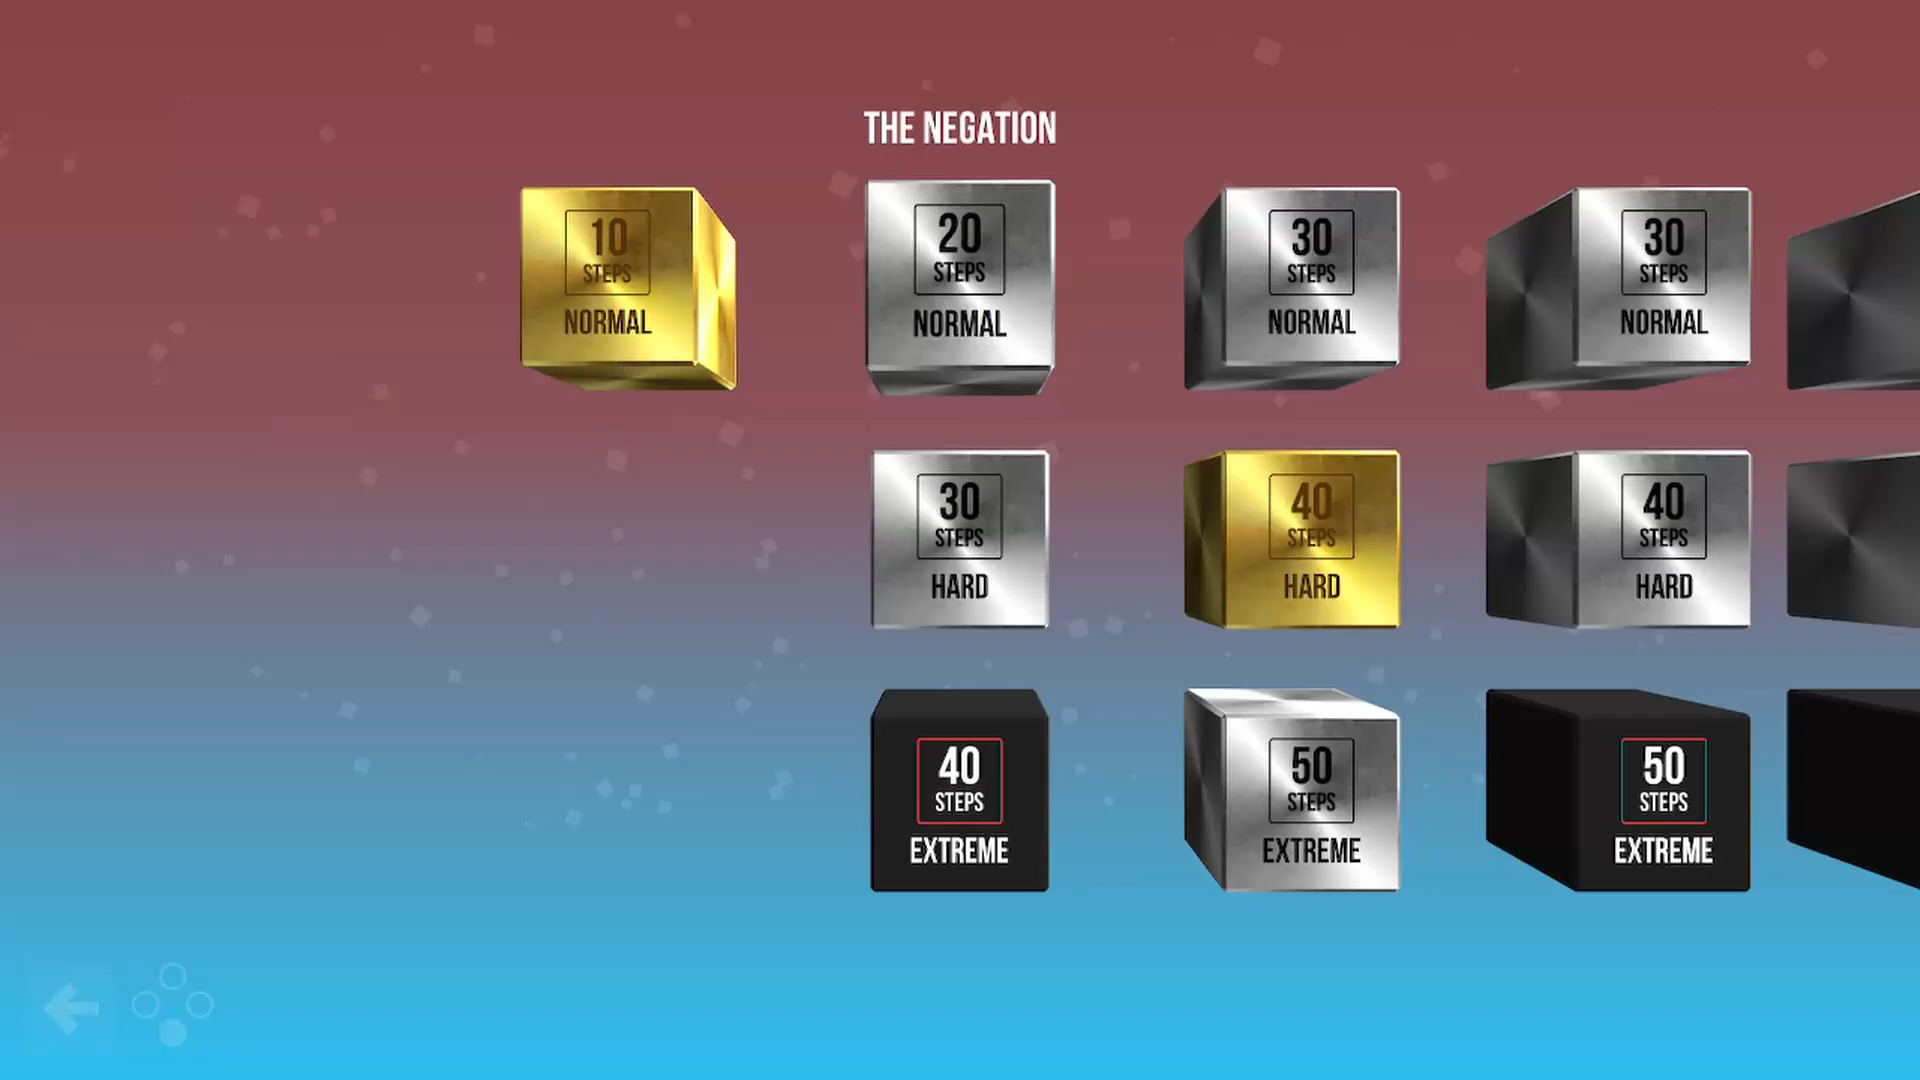 THE NEGATION
10
STEPS
NORMAL
20
STEPS
NORMAL
30
STEPS
NORMAL
30
STEPS
NORMAL
30
STEPS
HARD
40
STEPS
HARD
40
STEPS
HARD
40
STEPS
EXTREME
50
STEPS
EXTREME
50
STEPS
EXTREME